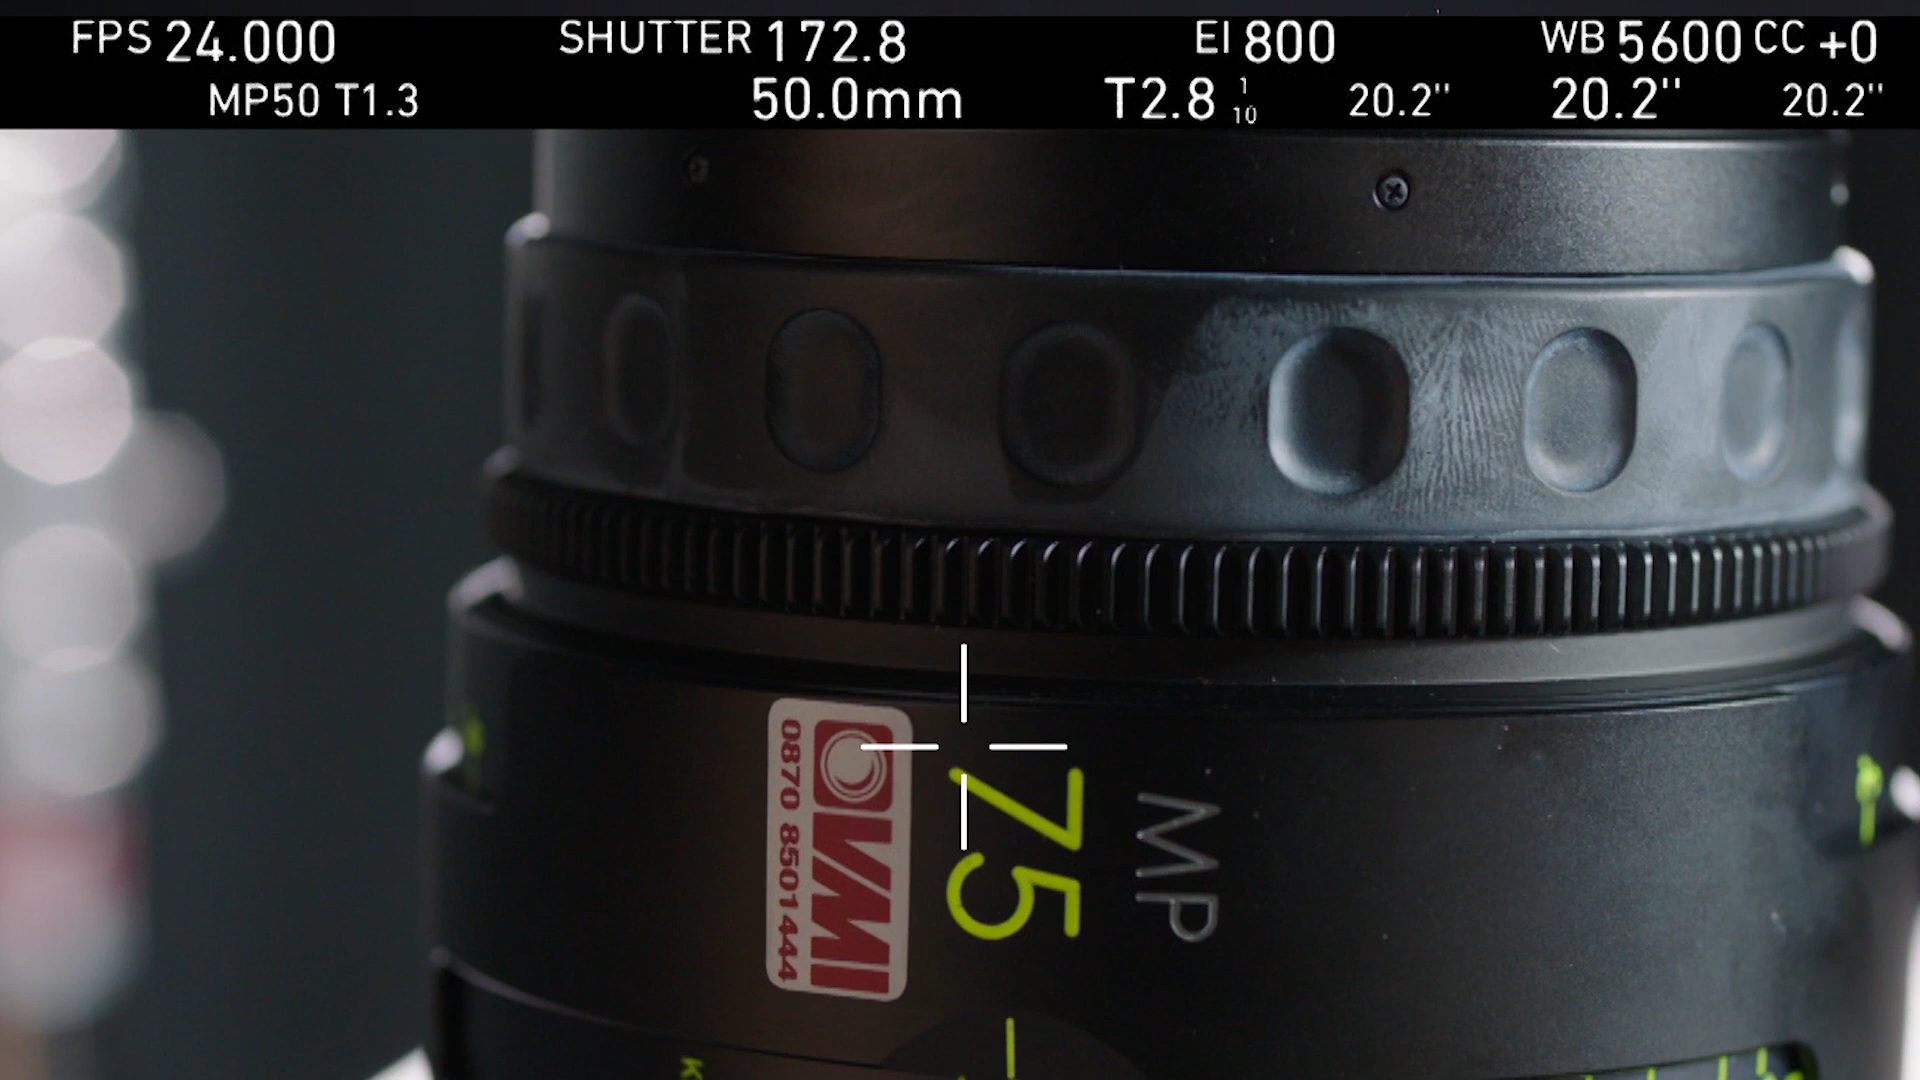 FPS 24.000 SHUTTER 172.8 EI 800 WB 5600 CC +0
MP50 T1.3 50.0mm T2.8 1/10 20.2" 20.2" 20.2"
MP
75
VMI
0870 8501444
K